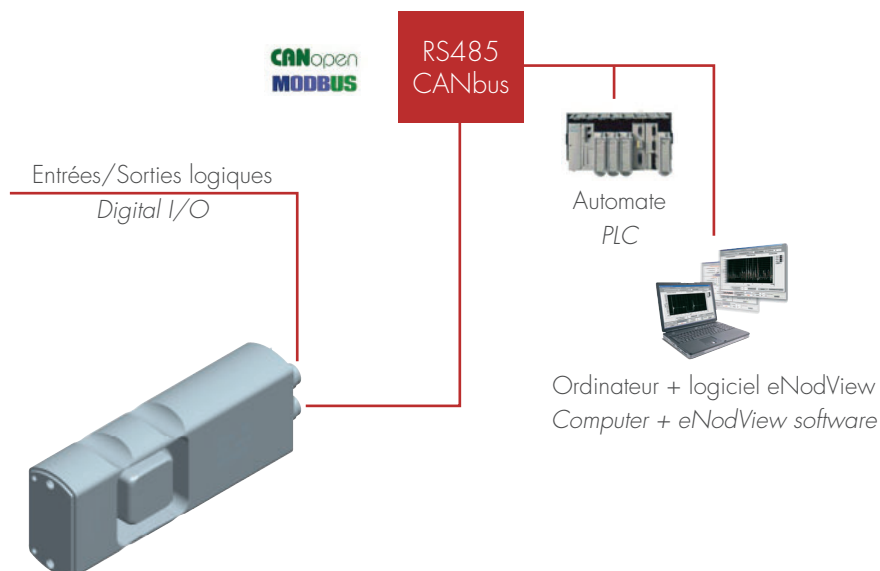 CANopen
MODBUS
RS485
CANbus
Entrées/Sorties logiques
Digital I/O
Automate
PLC
Ordinateur + logiciel eNodView
Computer + eNodView software